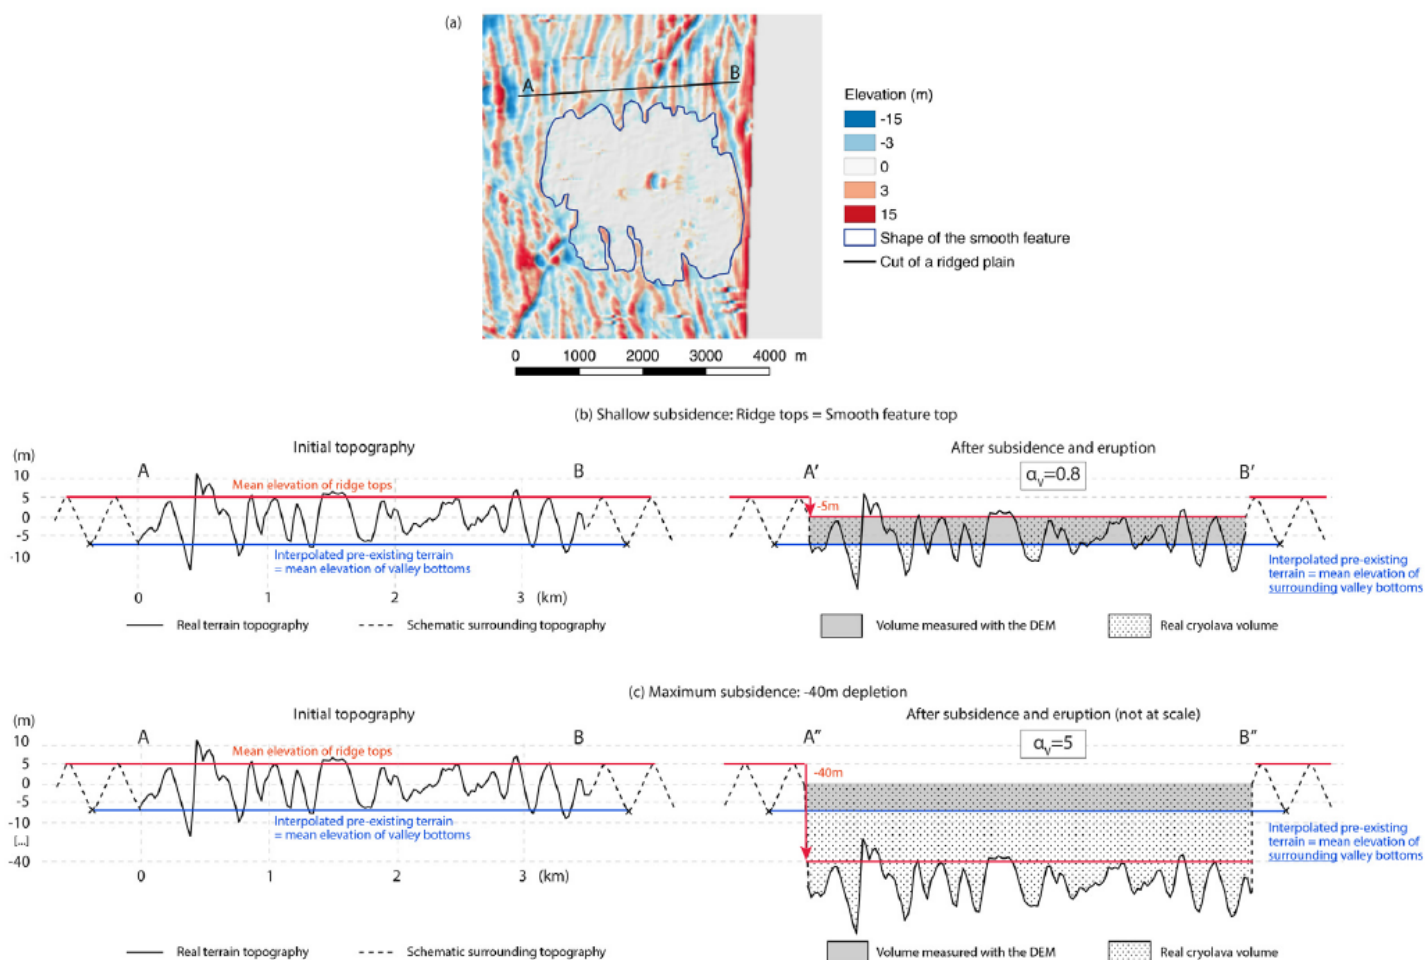 (a)
A
B
Elevation (m)
-15
-3
0
3
15
Shape of the smooth feature
Cut of a ridged plain
0 1000 2000 3000 4000 m
(b) Shallow subsidence: Ridge tops = Smooth feature top
Initial topography
After subsidence and eruption
(m)
A
B
A'
αv=0.8
B'
10
5
0
-5
-10
Mean elevation of ridge tops
-5m
Interpolated pre-existing terrain
= mean elevation of valley bottoms
Interpolated pre-existing
terrain = mean elevation of
surrounding valley bottoms
0 1 2 3 (km)
Real terrain topography
Schematic surrounding topography
Volume measured with the DEM
Real cryolava volume
(c) Maximum subsidence: -40m depletion
Initial topography
After subsidence and eruption (not at scale)
(m)
A
B
A"
αv=5
B"
10
5
0
-5
-10
[...]
-40
Mean elevation of ridge tops
-40m
Interpolated pre-existing terrain
= mean elevation of valley bottoms
Interpolated pre-existing
terrain = mean elevation of
surrounding valley bottoms
0 1 2 3 (km)
Real terrain topography
Schematic surrounding topography
Volume measured with the DEM
Real cryolava volume